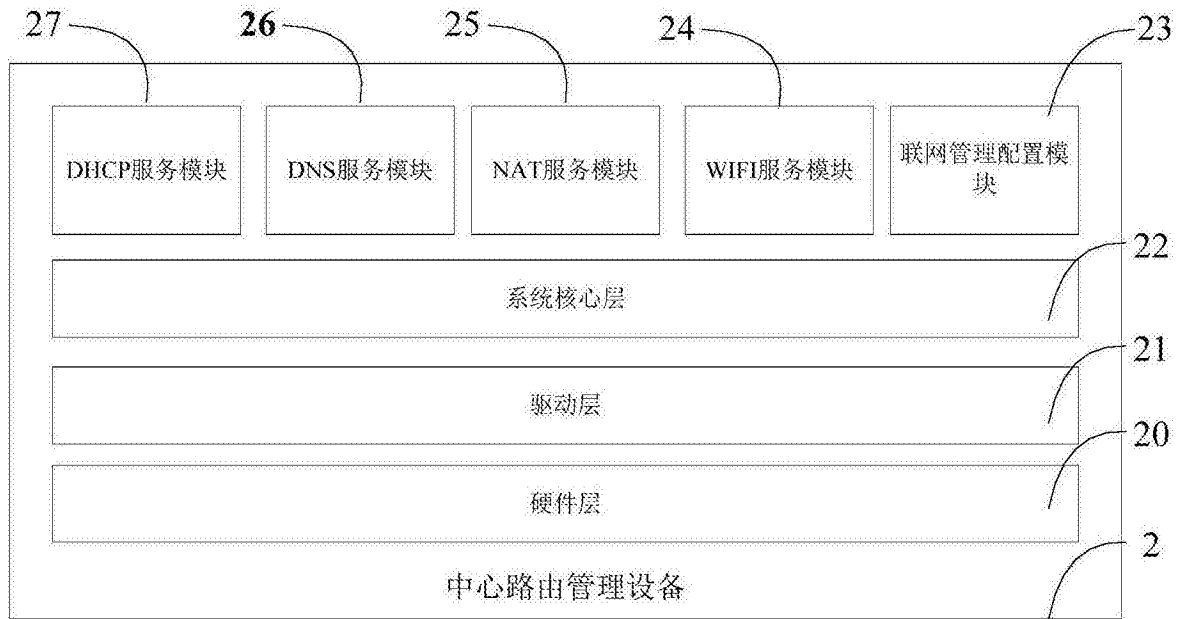 27 26 25 24 23
DHCP服务模块 DNS服务模块 NAT服务模块 WIFI服务模块 联网管理配置模
块
22
系统核心层
21
驱动层
20
硬件层
2
中心路由管理设备